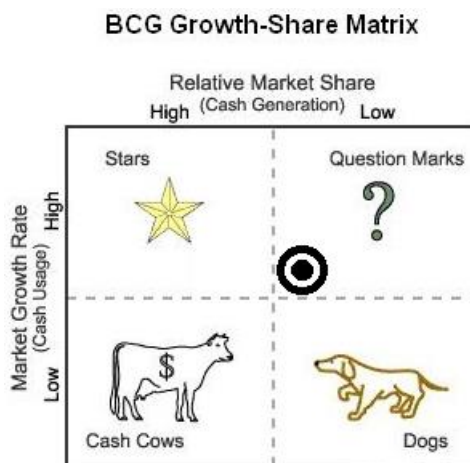 BCG Growth-Share Matrix
Relative Market Share
(Cash Generation)
High
Low
Stars
Question Marks
?
Market Growth Rate
(Cash Usage)
High
Low
$
Cash Cows
Dogs